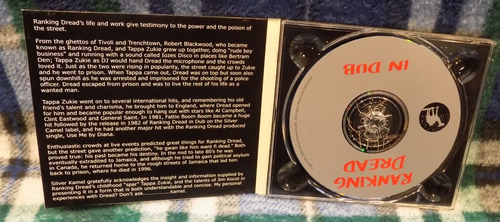 Ranking Dread's life and work give testimony to the power and the poison of
the street.
From the ghettos of Tivoli and Trenchtown, Robert Blackwood, who became
known as Ranking Dread, and Tappa Zukie grew up together, doing "rude boy
business" and running with a sound called Jozes Disco in places like Bertram
Den; Tappa Zukie as DJ would hand Dread the microphone and the crowds
loved it. Just as the two were rising in popularity, the street caught up to Zukie
and he went to prison. When Tappa came out, Dread was on top but soon also
spun downhill as he was arrested and imprisoned for the shooting of a police
officer. Dread escaped from prison and was to live the rest of his life as a
wanted man.
Tappa Zukie went on to several international hits, and remembering his old
friend's talent and charisma, he brought him to England, where Dread opened
for him and became popular enough to hang out with stars like Al Campbell,
Clint Eastwood and General Saint. In 1981, Fattie Boom Boom became a huge
hit followed by the release in 1982 of Ranking Dread in Dub on the Silver
Camel label, and he had another major hit with the Ranking Dread produced
single, Use Me by Diana.
Enthusiastic crowds at live events predicted great things for Ranking Dread,
but the street gave another prediction, "he gwan like him want 6 dead." Both
proved true: his past became his destiny. In the mid to late 80's he was
eventually extradited to Jamaica, and although he tried to gain political asylum
in Canada, he returned home to the rough streets of Jamaica that led him
back to prison, where he died in 1996.
Silver Kamel gratefully acknowledges the insight and information supplied by
Ranking Dread's childhood "spar" Tappa Zukie, and the talents of Jim Kocot in
presenting it in a form that is both understandable and concise. My personal
experiences with Dread? Don't ask kamel.
RANKING
DREAD
IN DUB